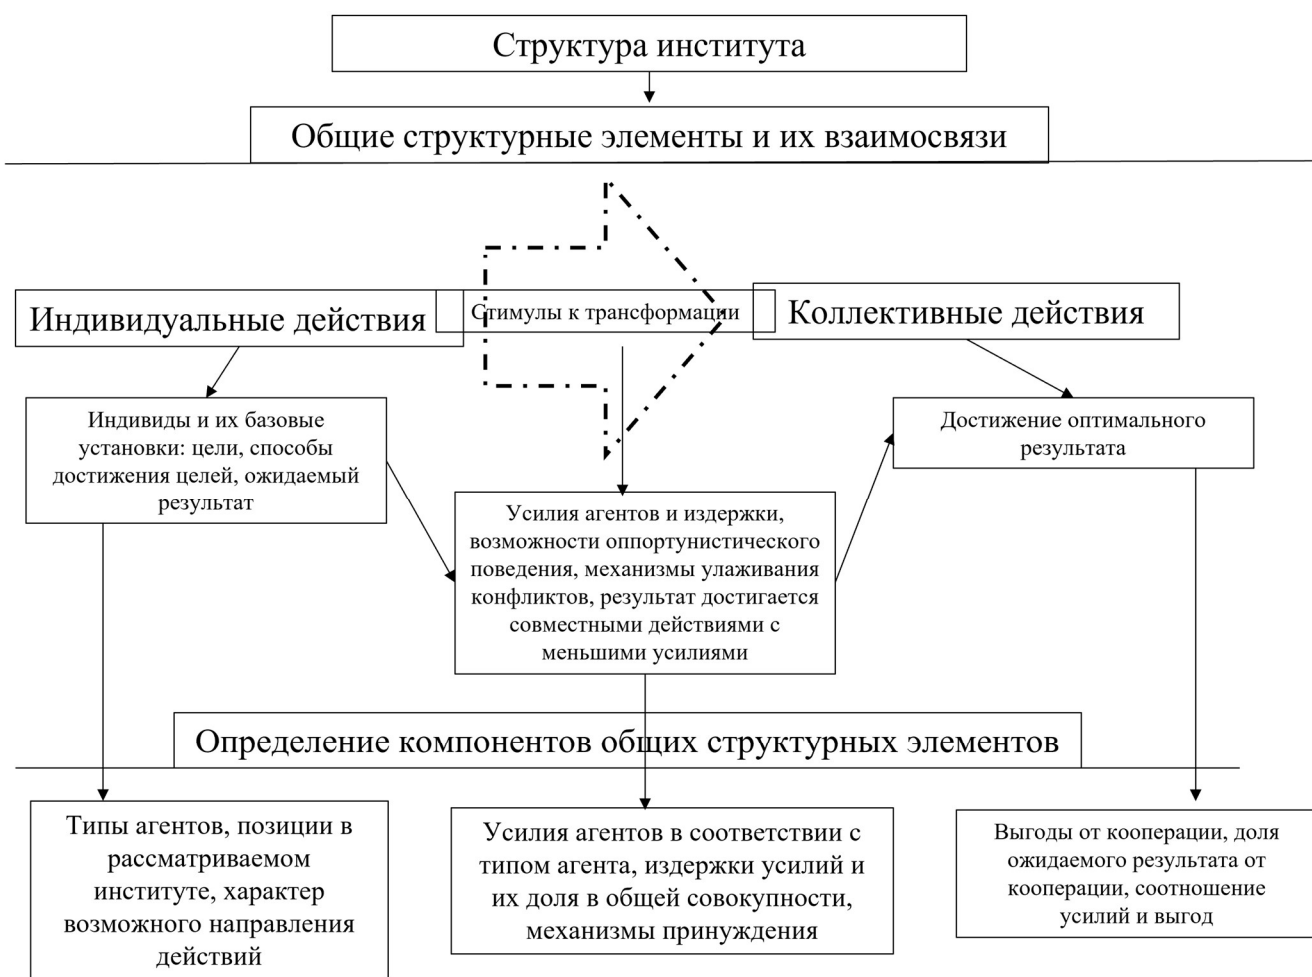 Структура института
Общие структурные элементы и их взаимосвязи
Индивидуальные действия
Стимулы к трансформации
Коллективные действия
Индивиды и их базовые
установки: цели, способы
достижения целей, ожидаемый
результат
Усилия агентов и издержки,
возможности оппортунистического
поведения, механизмы улаживания
конфликтов, результат достигается
совместными действиями с
меньшими усилиями
Достижение оптимального
результата
Определение компонентов общих структурных элементов
Типы агентов, позиции в
рассматриваемом
институте, характер
возможного направления
действий
Усилия агентов в соответствии с
типом агента, издержки усилий и
их доля в общей совокупности,
механизмы принуждения
Выгоды от кооперации, доля
ожидаемого результата от
кооперации, соотношение
усилий и выгод